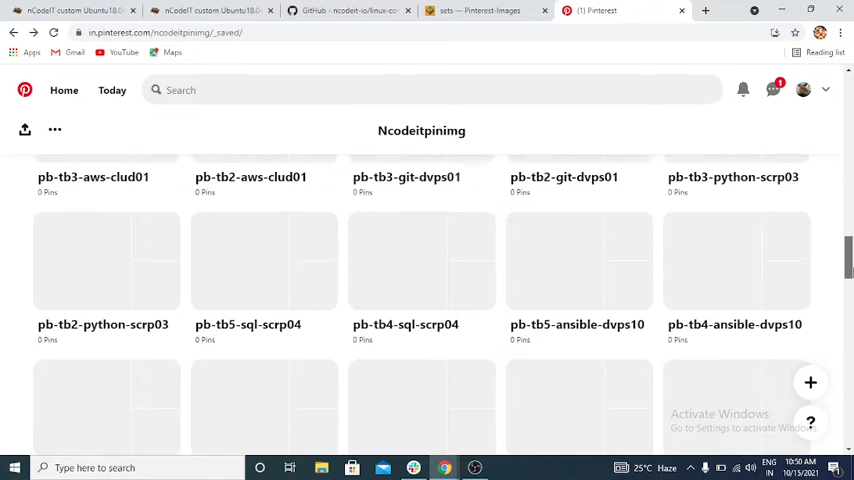 nCodeIT custom Ubuntu18.0
nCodeIT custom Ubuntu18.0
GitHub - ncodeit-io/linux-co
sets — Pinterest-Images
(1) Pinterest
in.pinterest.com/ncodeitpinimg/_saved/
Apps
Gmail
YouTube
Maps
Reading list
Home
Today
Search
1
Ncodeitpinimg
pb-tb3-aws-clud01
0 Pins
pb-tb2-aws-clud01
0 Pins
pb-tb3-git-dvps01
0 Pins
pb-tb2-git-dvps01
0 Pins
pb-tb3-python-scrp03
0 Pins
pb-tb2-python-scrp03
0 Pins
pb-tb5-sql-scrp04
0 Pins
pb-tb4-sql-scrp04
0 Pins
pb-tb5-ansible-dvps10
0 Pins
pb-tb4-ansible-dvps10
0 Pins
+
?
Activate Windows
Go to Settings to activate Windows.
Type here to search
25°C Haze
ENG
IN
10:50 AM
10/15/2021
1